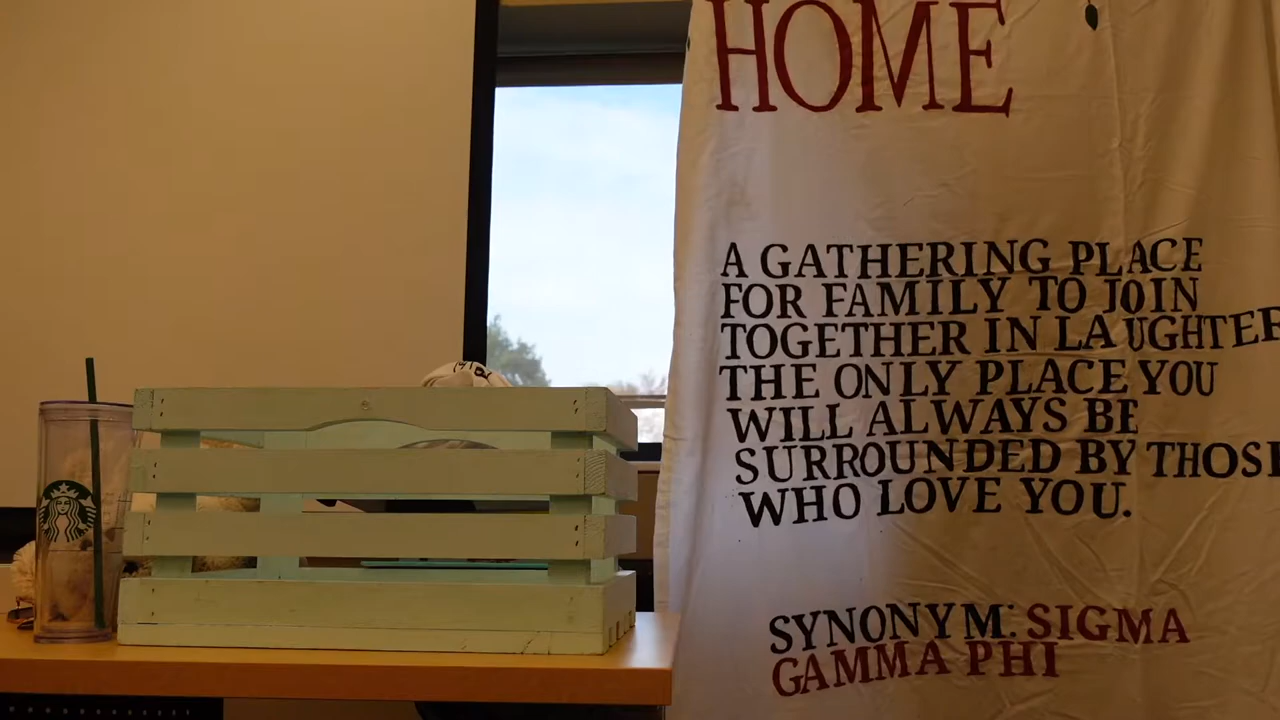 HOME
A GATHERING PLACE
FOR FAMILY TO JOIN
TOGETHER IN LAUGHTER
THE ONLY PLACE YOU
WILL ALWAYS BE
SURROUNDED BY THOSE
WHO LOVE YOU.
SYNONYM: SIGMA
GAMMA PHI